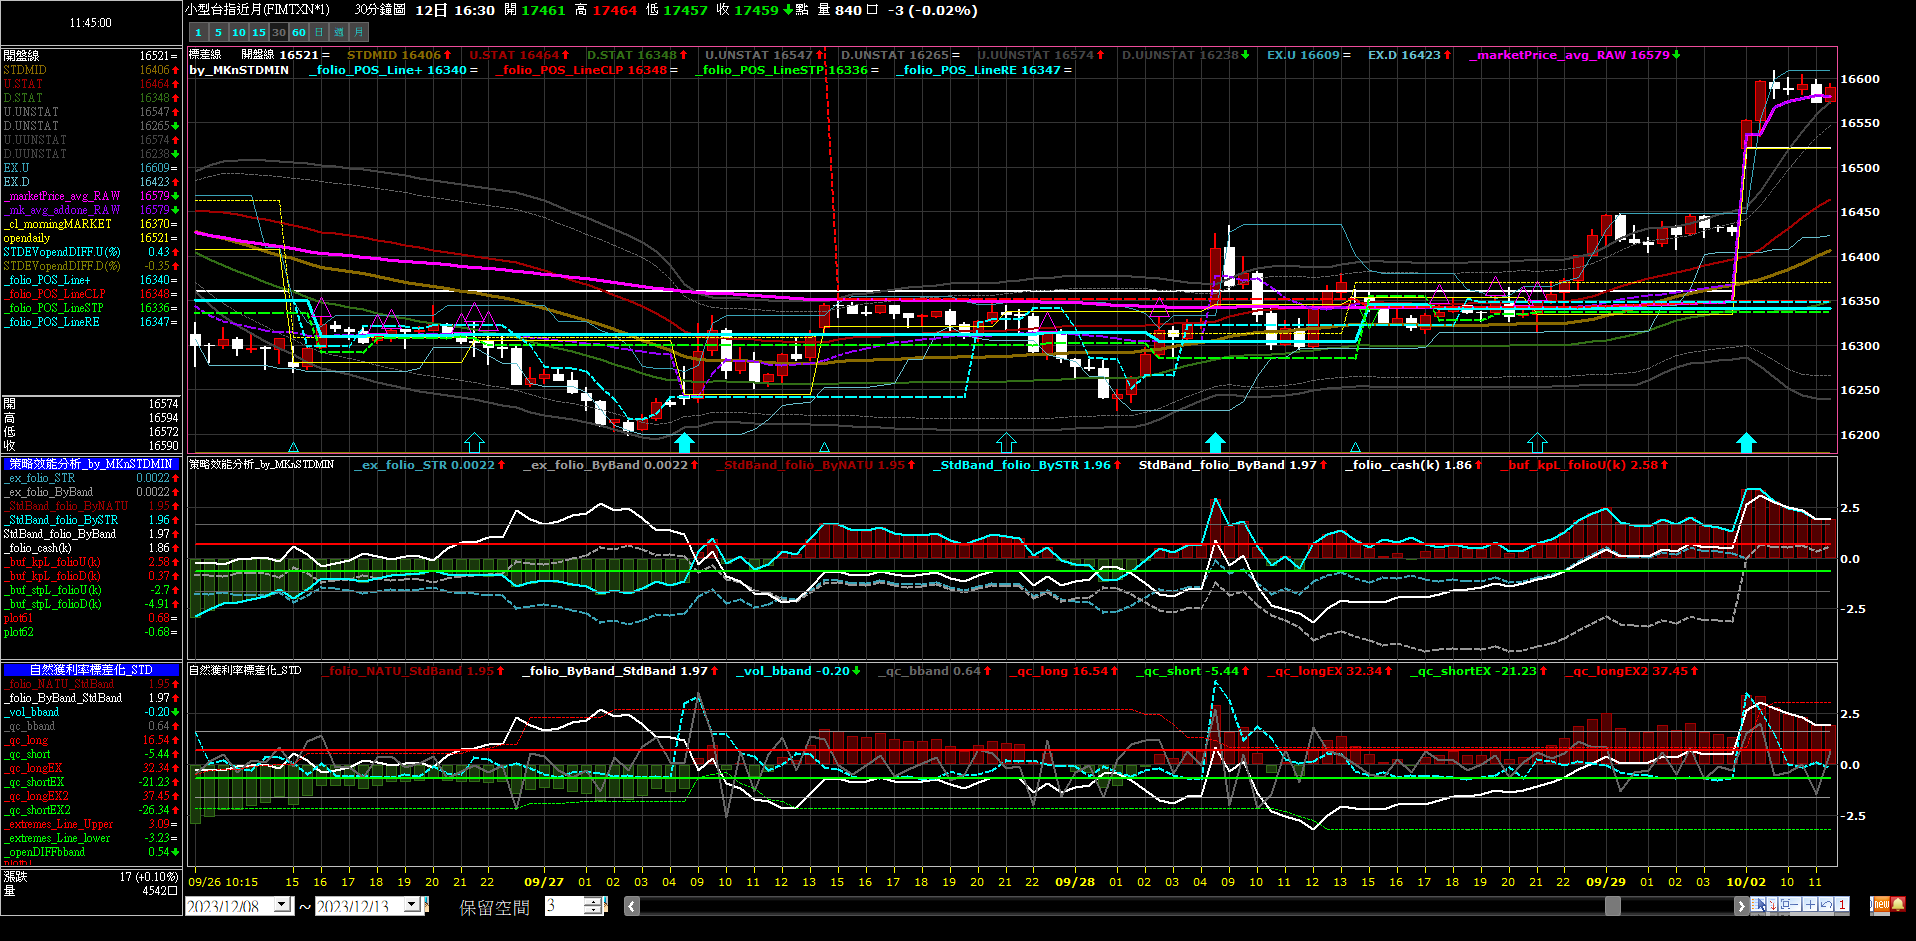 小型台指近月(FIMTXN*1) 30分鐘圖 12日 16:30 開 17461 高 17464 低 17457 收 17459 點 量 840 口 -3 (-0.02%)
11:45:00
1 5 10 15 30 60 日 週 月
標差線 開盤線 16521 = STDMID 16406 U.STAT 16464 D.STAT 16348 U.UNSTAT 16547 D.UNSTAT 16265 = U.UUNSTAT 16574 D.UUNSTAT 16238 EX.U 16609 = EX.D 16423 _marketPrice_avg_RAW 16579
by_MKnSTDMIN _folio_POS_Line+ 16340 = _folio_POS_LineCLP 16348 = _folio_POS_LineSTP 16336 = _folio_POS_LineRE 16347 =
開盤線 16521=
STDMID 16406
U.STAT 16464
D.STAT 16348
U.UNSTAT 16547
D.UNSTAT 16265
U.UUNSTAT 16574
D.UUNSTAT 16238
EX.U 16609=
EX.D 16423
_marketPrice_avg_RAW 16579
_mk_avg_addons_RAW 16579
_cl_morningMARKET 16370=
opendaily 16521=
STDEVopendDIFF.U(%) 0.43
STDEVopendDIFF.D(%) -0.35
_folio_POS_Line+ 16340=
_folio_POS_LineCLP 16348=
_folio_POS_LineSTP 16336=
_folio_POS_LineRE 16347=
16600
16550
16500
16450
16400
16350
16300
16250
16200
開 16574
高 16594
低 16572
收 16590
策略效能分析_by_MKnSTDMIN
_ex_folio_STR 0.0022
_ex_folio_ByBand 0.0022
_StdBand_folio_ByNATU 1.95
_StdBand_folio_BySTR 1.96
StdBand_folio_ByBand 1.97
_folio_cash(k) 1.86
_buf_kpL_folioU(k) 2.58
_buf_kpL_folioD(k) 0.37
_buf_stpL_folioU(k) -2.7
_buf_stpL_folioD(k) -4.91
plot61 0.68=
plot62 -0.68=
策略效能分析_by_MKnSTDMIN _ex_folio_STR 0.0022 _ex_folio_ByBand 0.0022 _StdBand_folio_ByNATU 1.95 _StdBand_folio_BySTR 1.96 StdBand_folio_ByBand 1.97 _folio_cash(k) 1.86 _buf_kpL_folioU(k) 2.58
2.5
0.0
-2.5
自然獲利率標差化_STD
_folio_NATU_StdBand 1.95
_folio_ByBand_StdBand 1.97
_vol_bband -0.20
_qc_bband 0.64
_qc_long 16.54
_qc_short -5.44
_qc_longEX 32.34
_qc_shortEX -21.23
_qc_longEX2 37.45
_qc_shortEX2 -26.34
_extremes_Line_Upper 3.09=
_extremes_Line_lower -3.23=
_openDIFFbband 0.54
自然獲利率標差化_STD _folio_NATU_StdBand 1.95 _folio_ByBand_StdBand 1.97 _vol_bband -0.20 _qc_bband 0.64 _qc_long 16.54 _qc_short -5.44 _qc_longEX 32.34 _qc_shortEX -21.23 _qc_longEX2 37.45
2.5
0.0
-2.5
漲跌 17 (+0.10%)
量 4542口
09/26 10:15 15 16 17 18 19 20 21 22 09/27 01 02 03 04 09 10 11 12 13 15 16 17 18 19 20 21 22 09/28 01 02 03 04 09 10 11 12 13 15 16 17 18 19 20 21 22 09/29 01 02 03 10/02 10 11
2023/12/08 ~ 2023/12/13 保留空間 3
1
new